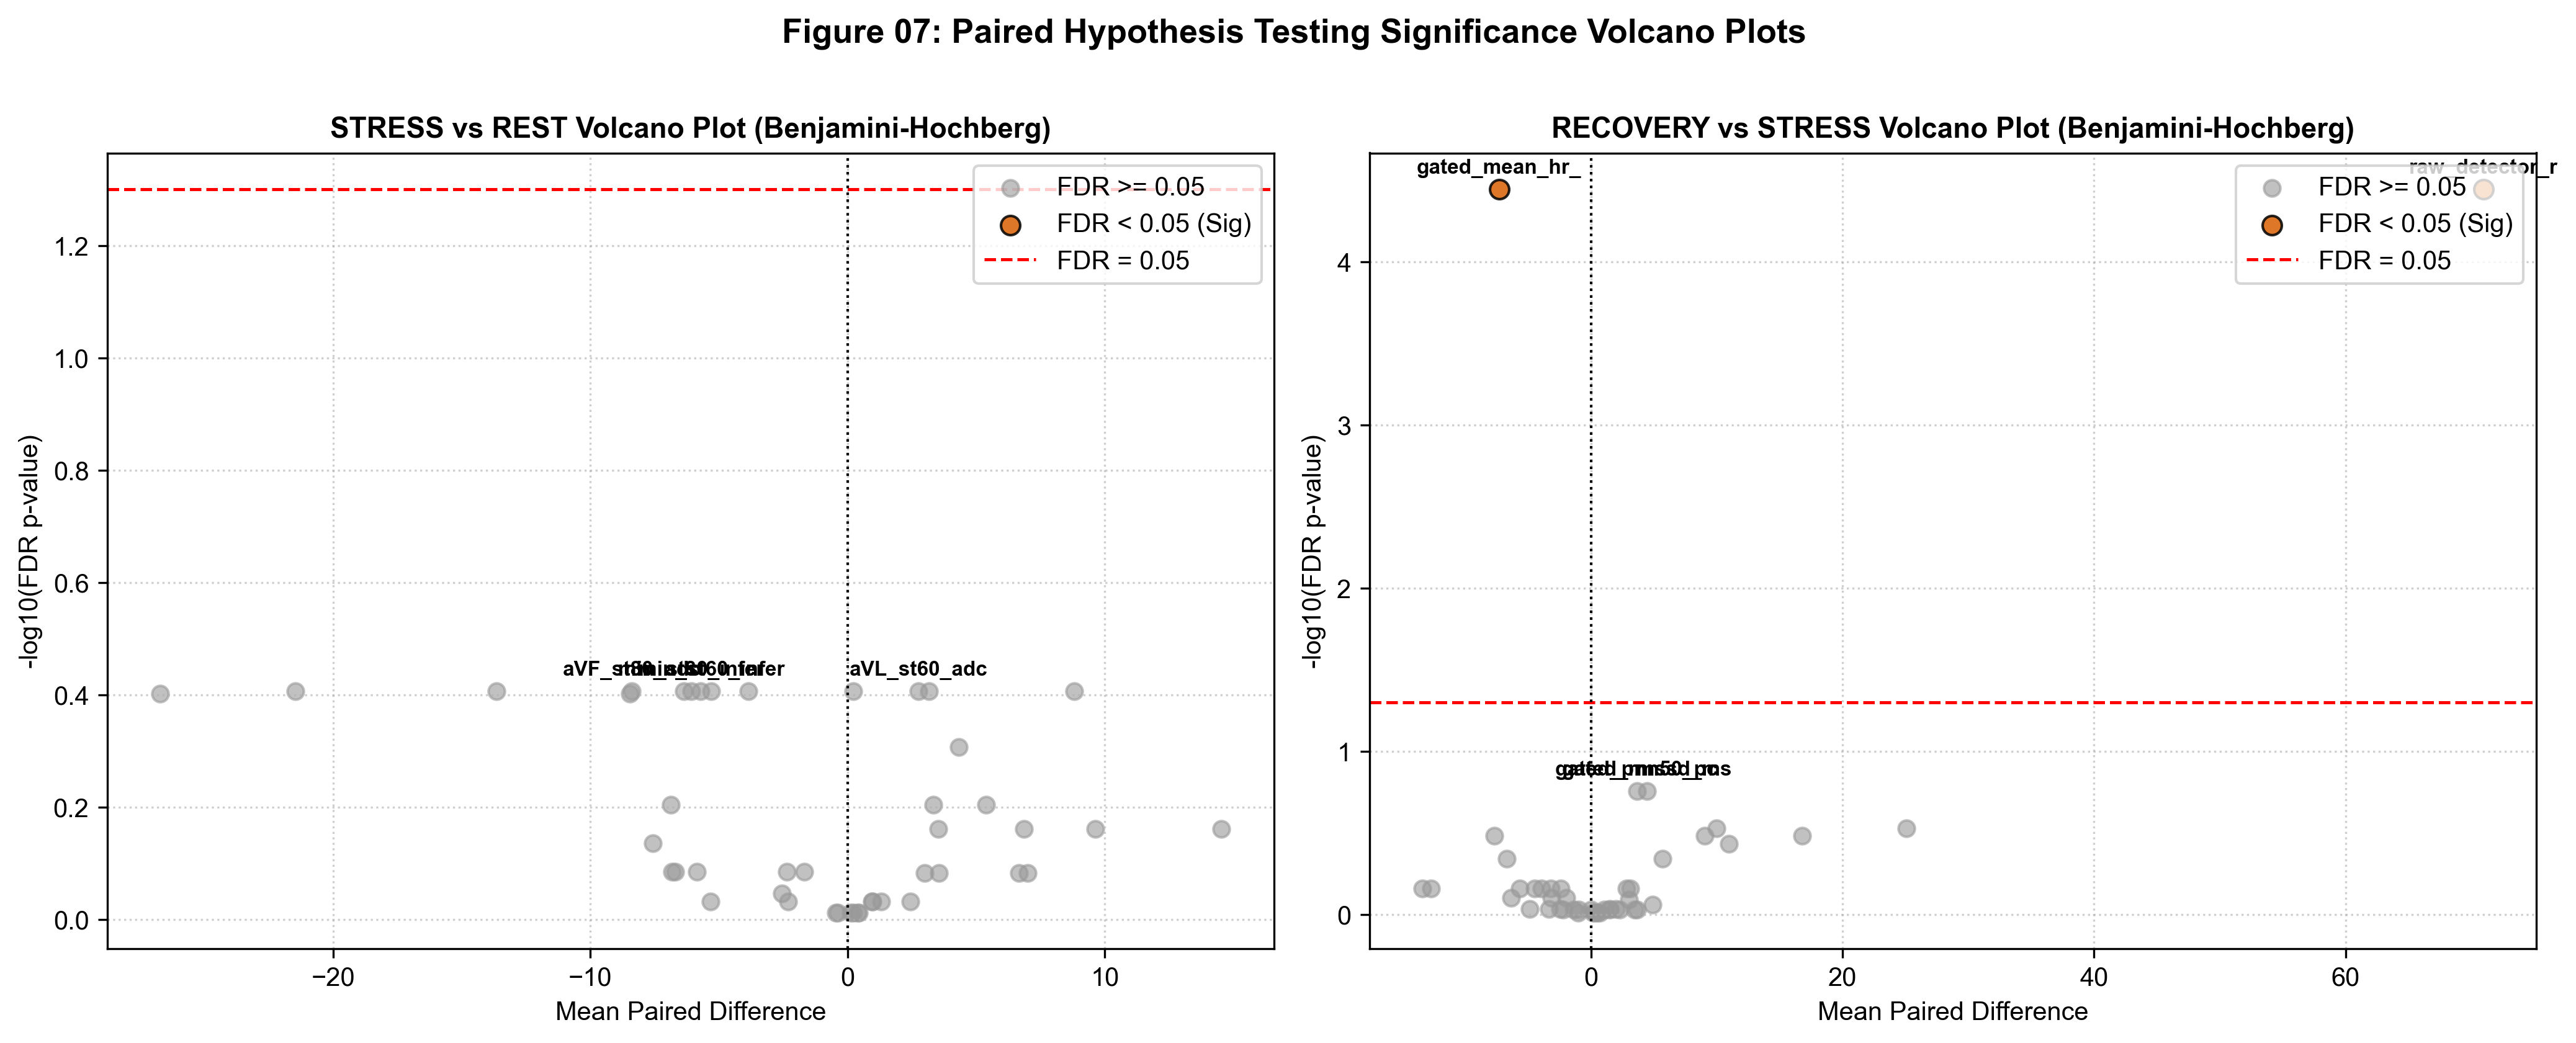 Figure 07: Paired Hypothesis Testing Significance Volcano Plots
STRESS vs REST Volcano Plot (Benjamini-Hochberg)
-log10(FDR p-value)
1.2
1.0
0.8
0.6
0.4
0.2
0.0
FDR >= 0.05
FDR < 0.05 (Sig)
FDR = 0.05
aVL_st60_adc
−20
−10
0
10
Mean Paired Difference
RECOVERY vs STRESS Volcano Plot (Benjamini-Hochberg)
-log10(FDR p-value)
4
3
2
1
0
gated_mean_hr_
raw_detector_r
FDR >= 0.05
FDR < 0.05 (Sig)
FDR = 0.05
0
20
40
60
Mean Paired Difference